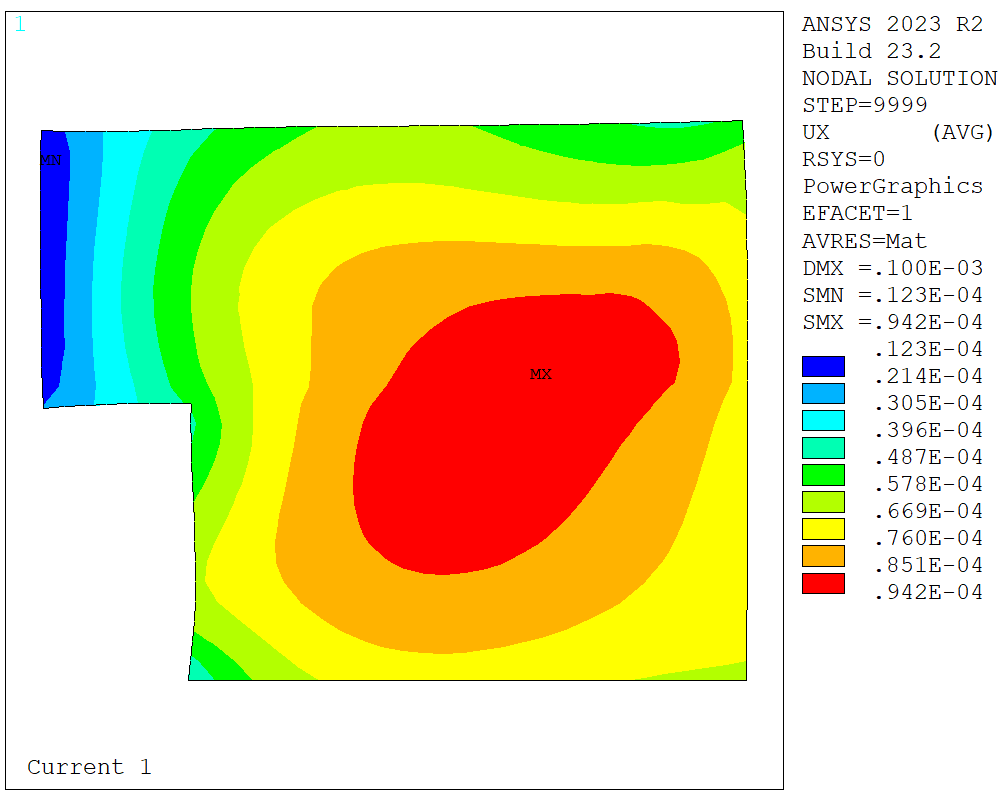 1
ANSYS 2023 R2
Build 23.2
NODAL SOLUTION
STEP=9999
UX (AVG)
RSYS=0
PowerGraphics
EFACET=1
AVRES=Mat
DMX =.100E-03
SMN =.123E-04
SMX =.942E-04
.123E-04
.214E-04
.305E-04
.396E-04
.487E-04
.578E-04
.669E-04
.760E-04
.851E-04
.942E-04
MN
MX
Current 1